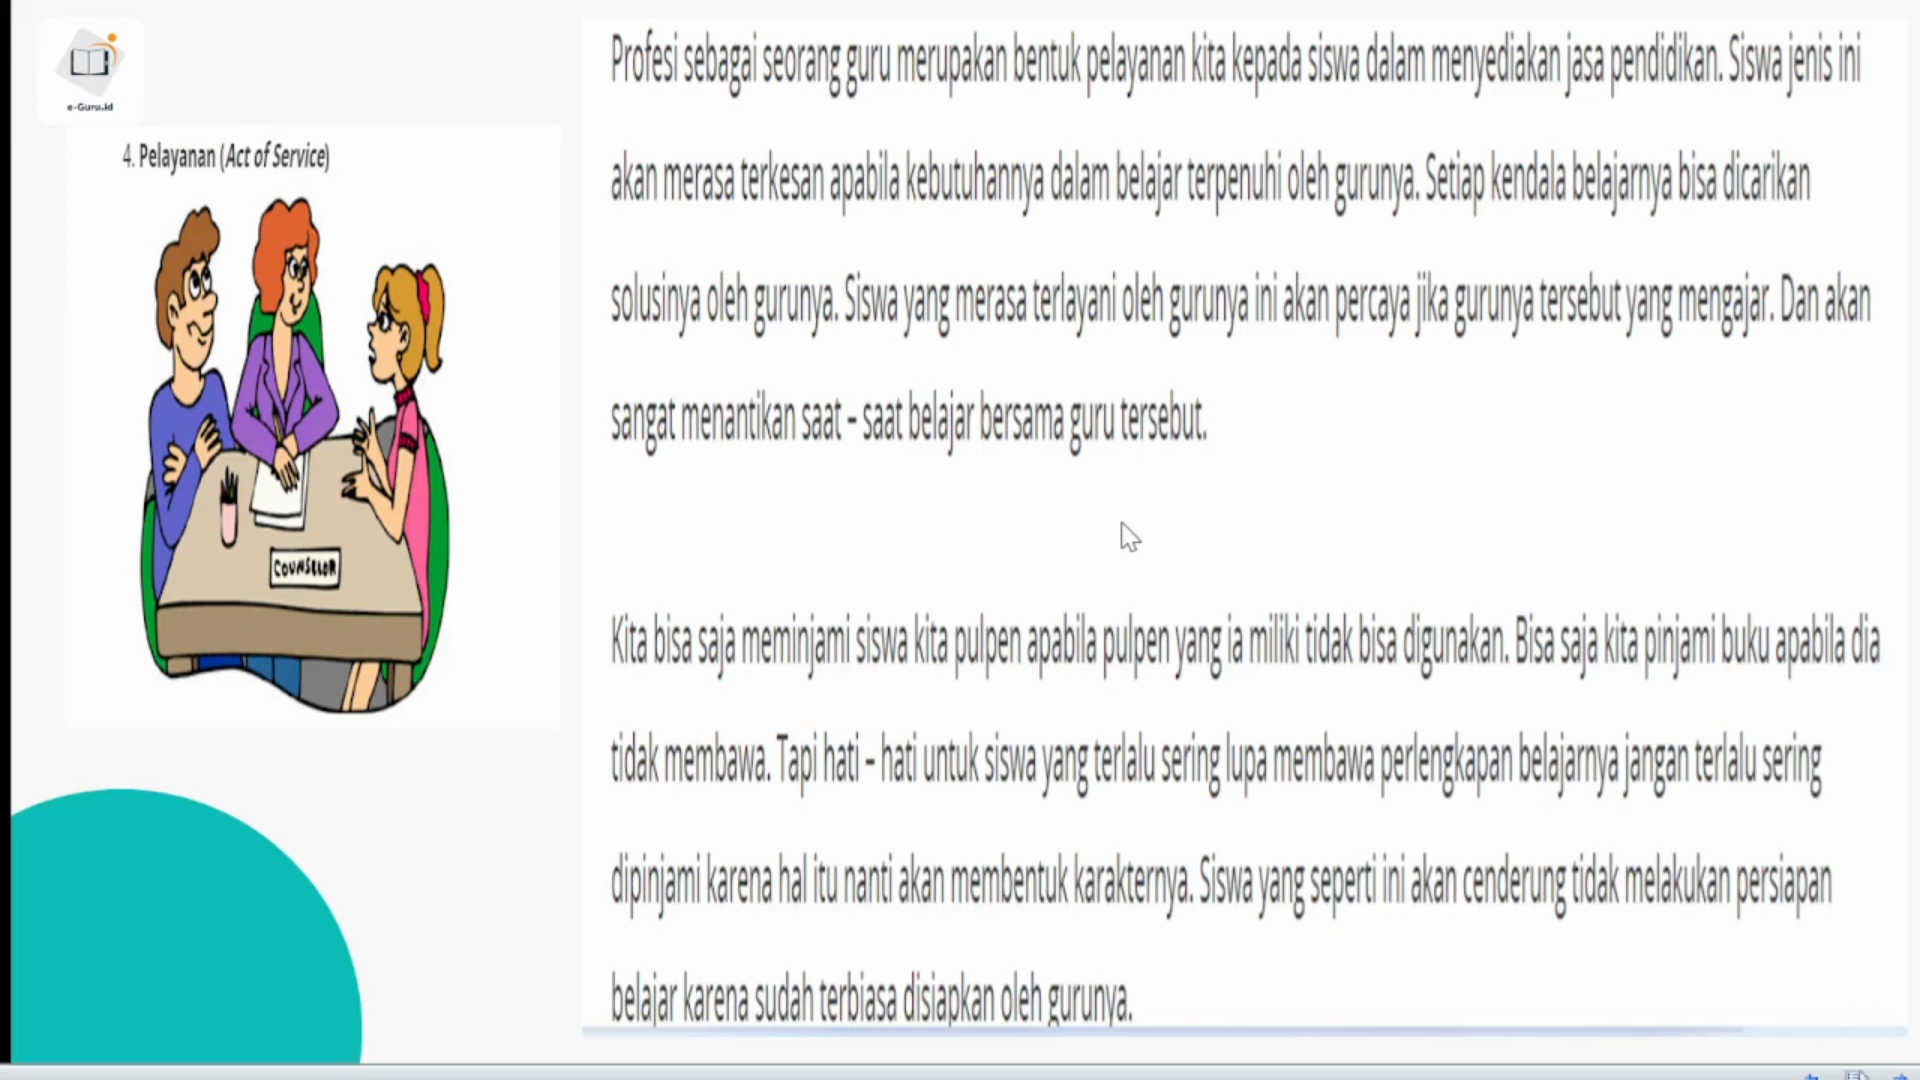 e-Guru.id
4. Pelayanan (Act of Service)
COUNSELOR
Profesi sebagai seorang guru merupakan bentuk pelayanan kita kepada siswa dalam menyediakan jasa pendidikan. Siswa jenis ini
akan merasa terkesan apabila kebutuhannya dalam belajar terpenuhi oleh gurunya. Setiap kendala belajarnya bisa dicarikan
solusinya oleh gurunya. Siswa yang merasa terlayani oleh gurunya ini akan percaya jika gurunya tersebut yang mengajar. Dan akan
sangat menantikan saat – saat belajar bersama guru tersebut.
Kita bisa saja meminjami siswa kita pulpen apabila pulpen yang ia miliki tidak bisa digunakan. Bisa saja kita pinjami buku apabila dia
tidak membawa. Tapi hati – hati untuk siswa yang terlalu sering lupa membawa perlengkapan belajarnya jangan terlalu sering
dipinjami karena hal itu nanti akan membentuk karakternya. Siswa yang seperti ini akan cenderung tidak melakukan persiapan
belajar karena sudah terbiasa disiapkan oleh gurunya.